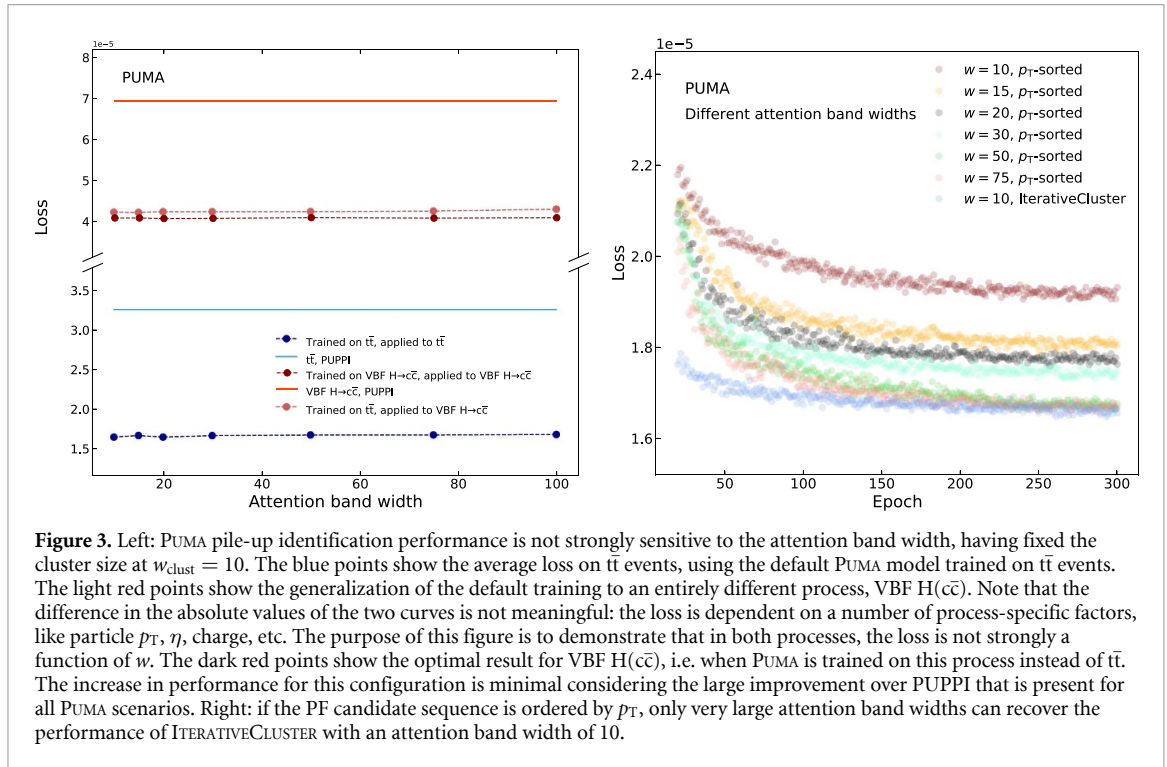 1e−5
PUMA
8
7
6
5
4
3.5
3.0
2.5
2.0
1.5
Loss
Trained on tt̄, applied to tt̄
tt̄, PUPPI
Trained on VBF H→cc̄, applied to VBF H→cc̄
VBF H→cc̄, PUPPI
Trained on tt̄, applied to VBF H→cc̄
20 40 60 80 100
Attention band width
1e−5
2.4
2.2
2.0
1.8
1.6
Loss
PUMA
Different attention band widths
w = 10, pT-sorted
w = 15, pT-sorted
w = 20, pT-sorted
w = 30, pT-sorted
w = 50, pT-sorted
w = 75, pT-sorted
w = 10, IterativeCluster
50 100 150 200 250 300
Epoch
Figure 3. Left: PUMA pile-up identification performance is not strongly sensitive to the attention band width, having fixed the
cluster size at wclust = 10. The blue points show the average loss on tt̄ events, using the default PUMA model trained on tt̄ events.
The light red points show the generalization of the default training to an entirely different process, VBF H(cc̄). Note that the
difference in the absolute values of the two curves is not meaningful: the loss is dependent on a number of process-specific factors,
like particle pT, η, charge, etc. The purpose of this figure is to demonstrate that in both processes, the loss is not strongly a
function of w. The dark red points show the optimal result for VBF H(cc̄), i.e. when PUMA is trained on this process instead of tt̄.
The increase in performance for this configuration is minimal considering the large improvement over PUPPI that is present for
all PUMA scenarios. Right: if the PF candidate sequence is ordered by pT, only very large attention band widths can recover the
performance of ITERATIVECLUSTER with an attention band width of 10.